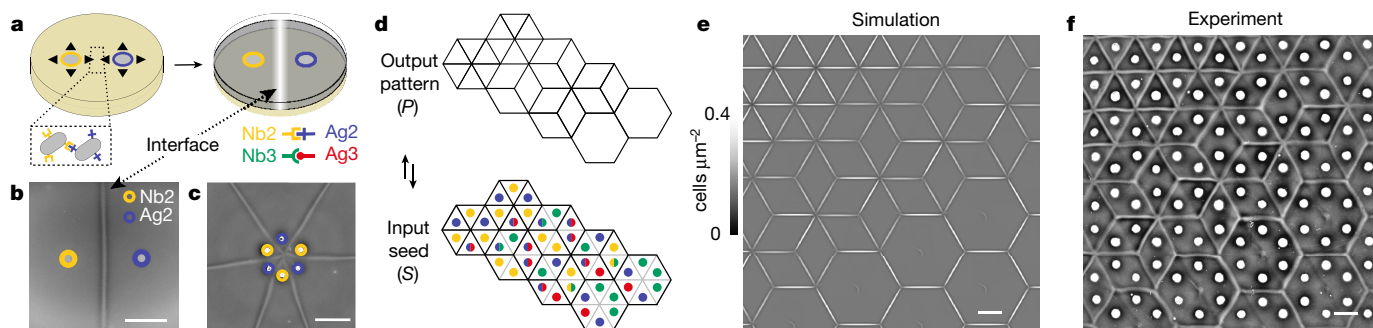 a
Interface
Nb2 Ag2
Nb3 Ag3
b
Nb2
Ag2
c
d
Output
pattern
(P)
Input
seed
(S)
e
Simulation
0.4
cells μm−2
0
f
Experiment